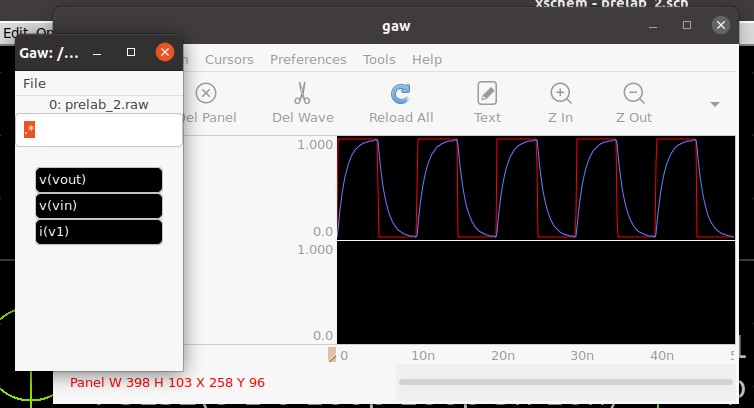 xschem - prelab_2.sch
gaw
Edit
Gaw: /...
Cursors Preferences Tools Help
File
0: prelab_2.raw
.*
Del Panel Del Wave Reload All Text Z In Z Out
v(vout)
v(vin)
i(v1)
1.000
0.0
1.000
0.0
0 10n 20n 30n 40n
Panel W 398 H 103 X 258 Y 96